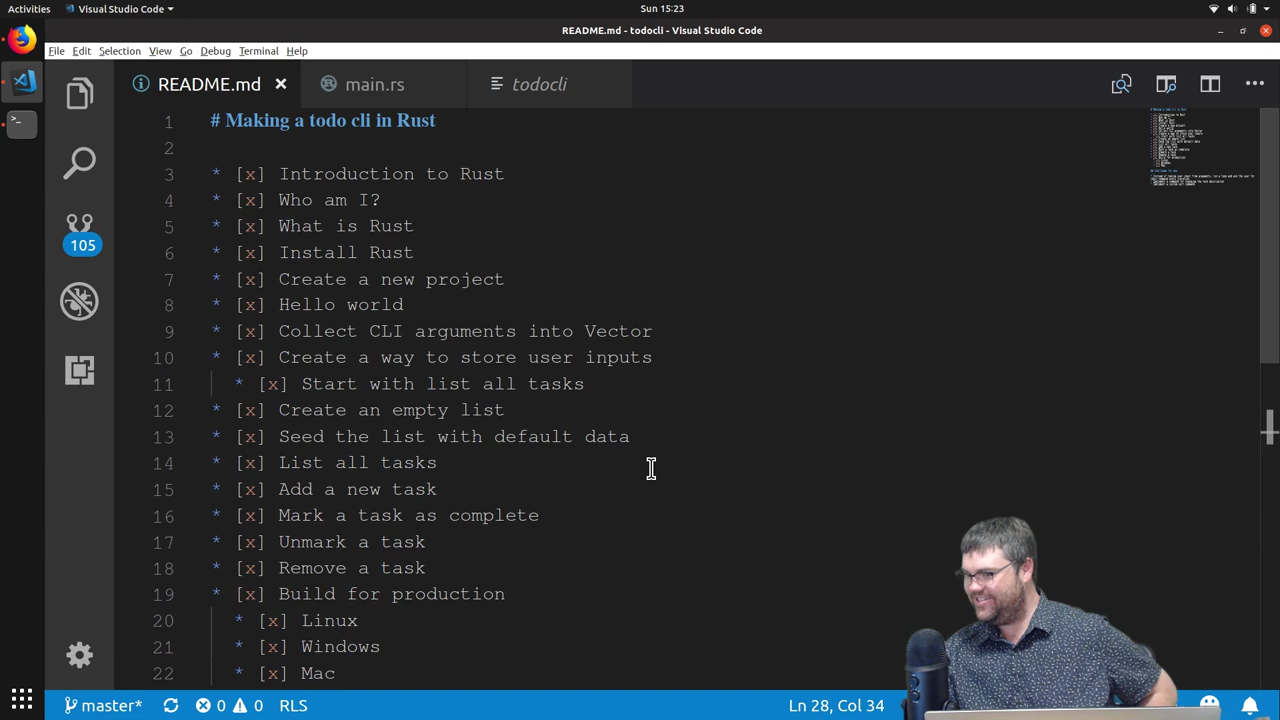 Activities
Visual Studio Code
Sun 15:23
README.md - todocli - Visual Studio Code
File Edit Selection View Go Debug Terminal Help
README.md
main.rs
todocli
1 # Making a todo cli in Rust
2
3 * [x] Introduction to Rust
4 * [x] Who am I?
5 * [x] What is Rust
6 * [x] Install Rust
7 * [x] Create a new project
8 * [x] Hello world
9 * [x] Collect CLI arguments into Vector
10 * [x] Create a way to store user inputs
11 * [x] Start with list all tasks
12 * [x] Create an empty list
13 * [x] Seed the list with default data
14 * [x] List all tasks
15 * [x] Add a new task
16 * [x] Mark a task as complete
17 * [x] Unmark a task
18 * [x] Remove a task
19 * [x] Build for production
20 * [x] Linux
21 * [x] Windows
22 * [x] Mac
105
master* 0 0 RLS
Ln 28, Col 34